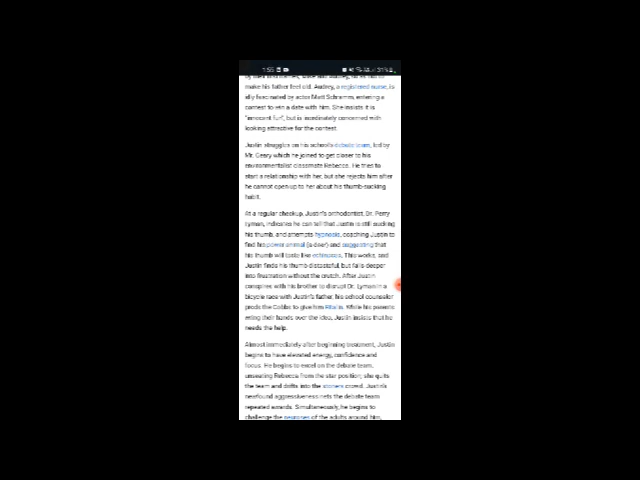 1:55
make his father feel old. Audrey, a registered nurse, is
idly fascinated by actor Matt Schramm, entering a
contest to win a date with him. She insists it is
"innocent fun", but is inordinately concerned with
looking attractive for the contest.
Justin struggles on his school's debate team, led by
Mr. Geary which he joined to get closer to his
environmentalist classmate Rebecca. He tries to
start a relationship with her, but she rejects him after
he cannot open up to her about his thumb-sucking
habit.
At a regular checkup, Justin's orthodontist, Dr. Perry
Lyman, indicates he can tell that Justin is still sucking
his thumb, and attempts hypnosis, coaching Justin to
find his power animal (a deer) and suggesting that
his thumb will taste like echinacea. This works, and
Justin finds his thumb distasteful, but falls deeper
into frustration without the crutch. After Justin
conspires with his brother to disrupt Dr. Lyman in a
bicycle race with Justin's father, his school counselor
prods the Cobbs to give him Ritalin. While his parents
wring their hands over the idea, Justin insists that he
needs the help.
Almost immediately after beginning treatment, Justin
begins to have elevated energy, confidence and
focus. He begins to excel on the debate team,
unseating Rebecca from the star position; she quits
the team and drifts into the stoners crowd. Justin's
newfound aggressiveness nets the debate team
repeated awards. Simultaneously, he begins to
challenge the neuroses of the adults around him,